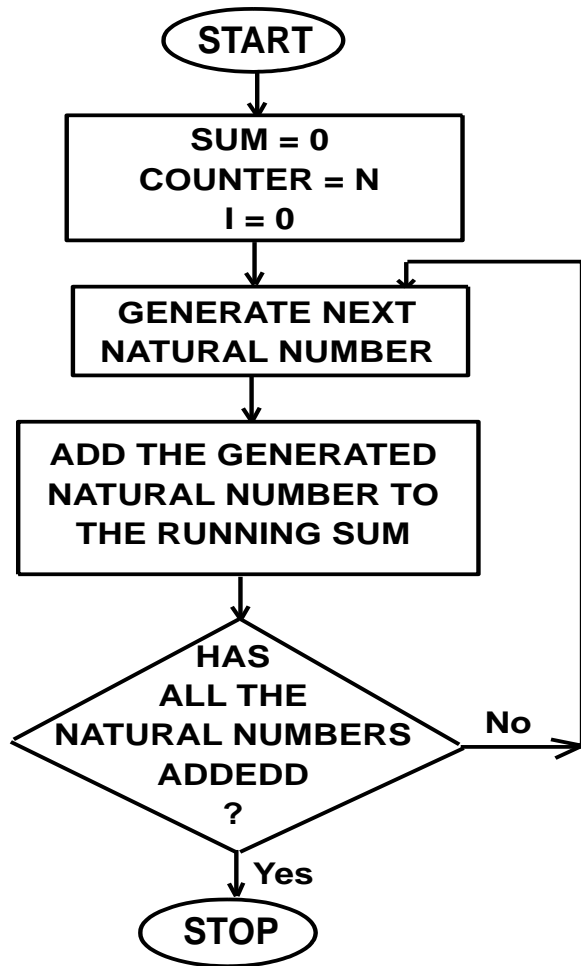 START
SUM = 0
COUNTER = N
I = 0
GENERATE NEXT
NATURAL NUMBER
ADD THE GENERATED
NATURAL NUMBER TO
THE RUNNING SUM
HAS
ALL THE
NATURAL NUMBERS
ADDEDD
?
No
Yes
STOP